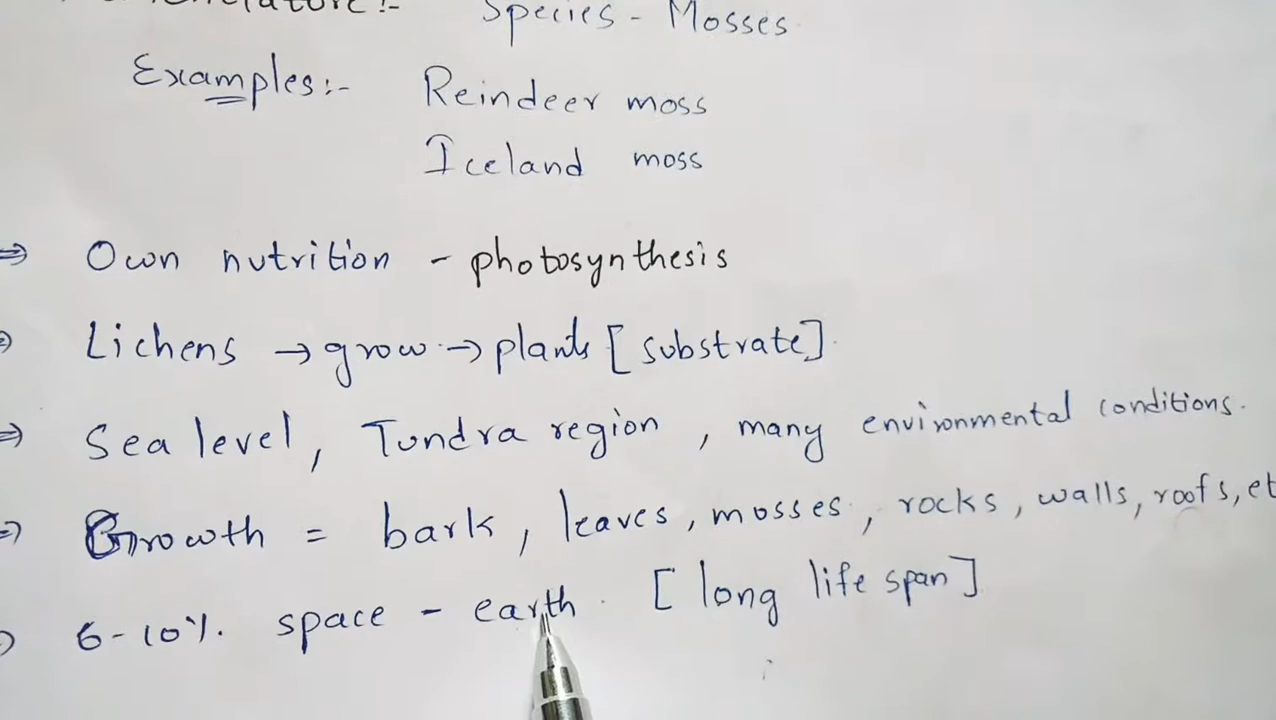 Species - Mosses
Examples:- Reindeer moss
Iceland moss
⇒ Own nutrition - photosynthesis
⇒ Lichens → grow → plants [substrate]
⇒ Sea level, Tundra region, many environmental conditions.
⇒ Growth = bark, leaves, mosses, rocks, walls, roofs, et
⇒ 6-10%. space - earth. [long life span]